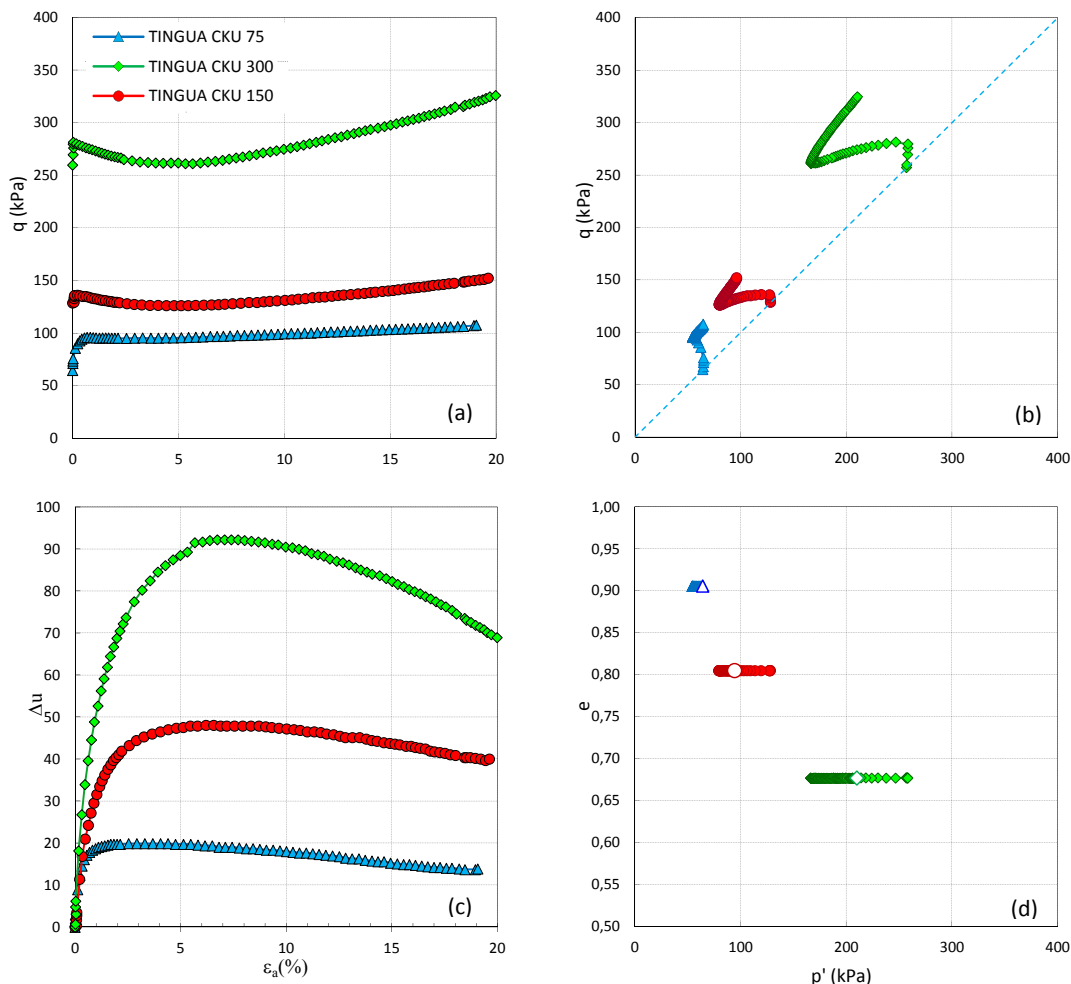 400
350
300
250
200
150
100
50
0
q (kPa)
TINGUA CKU 75
TINGUA CKU 300
TINGUA CKU 150
(a)
0 5 10 15 20
400
350
300
250
200
150
100
50
0
q (kPa)
(b)
0 100 200 300 400
100
90
80
70
60
50
40
30
20
10
0
Δu
(c)
0 5 10 15 20
εa(%)
1,00
0,95
0,90
0,85
0,80
0,75
0,70
0,65
0,60
0,55
0,50
e
(d)
0 100 200 300 400
p' (kPa)